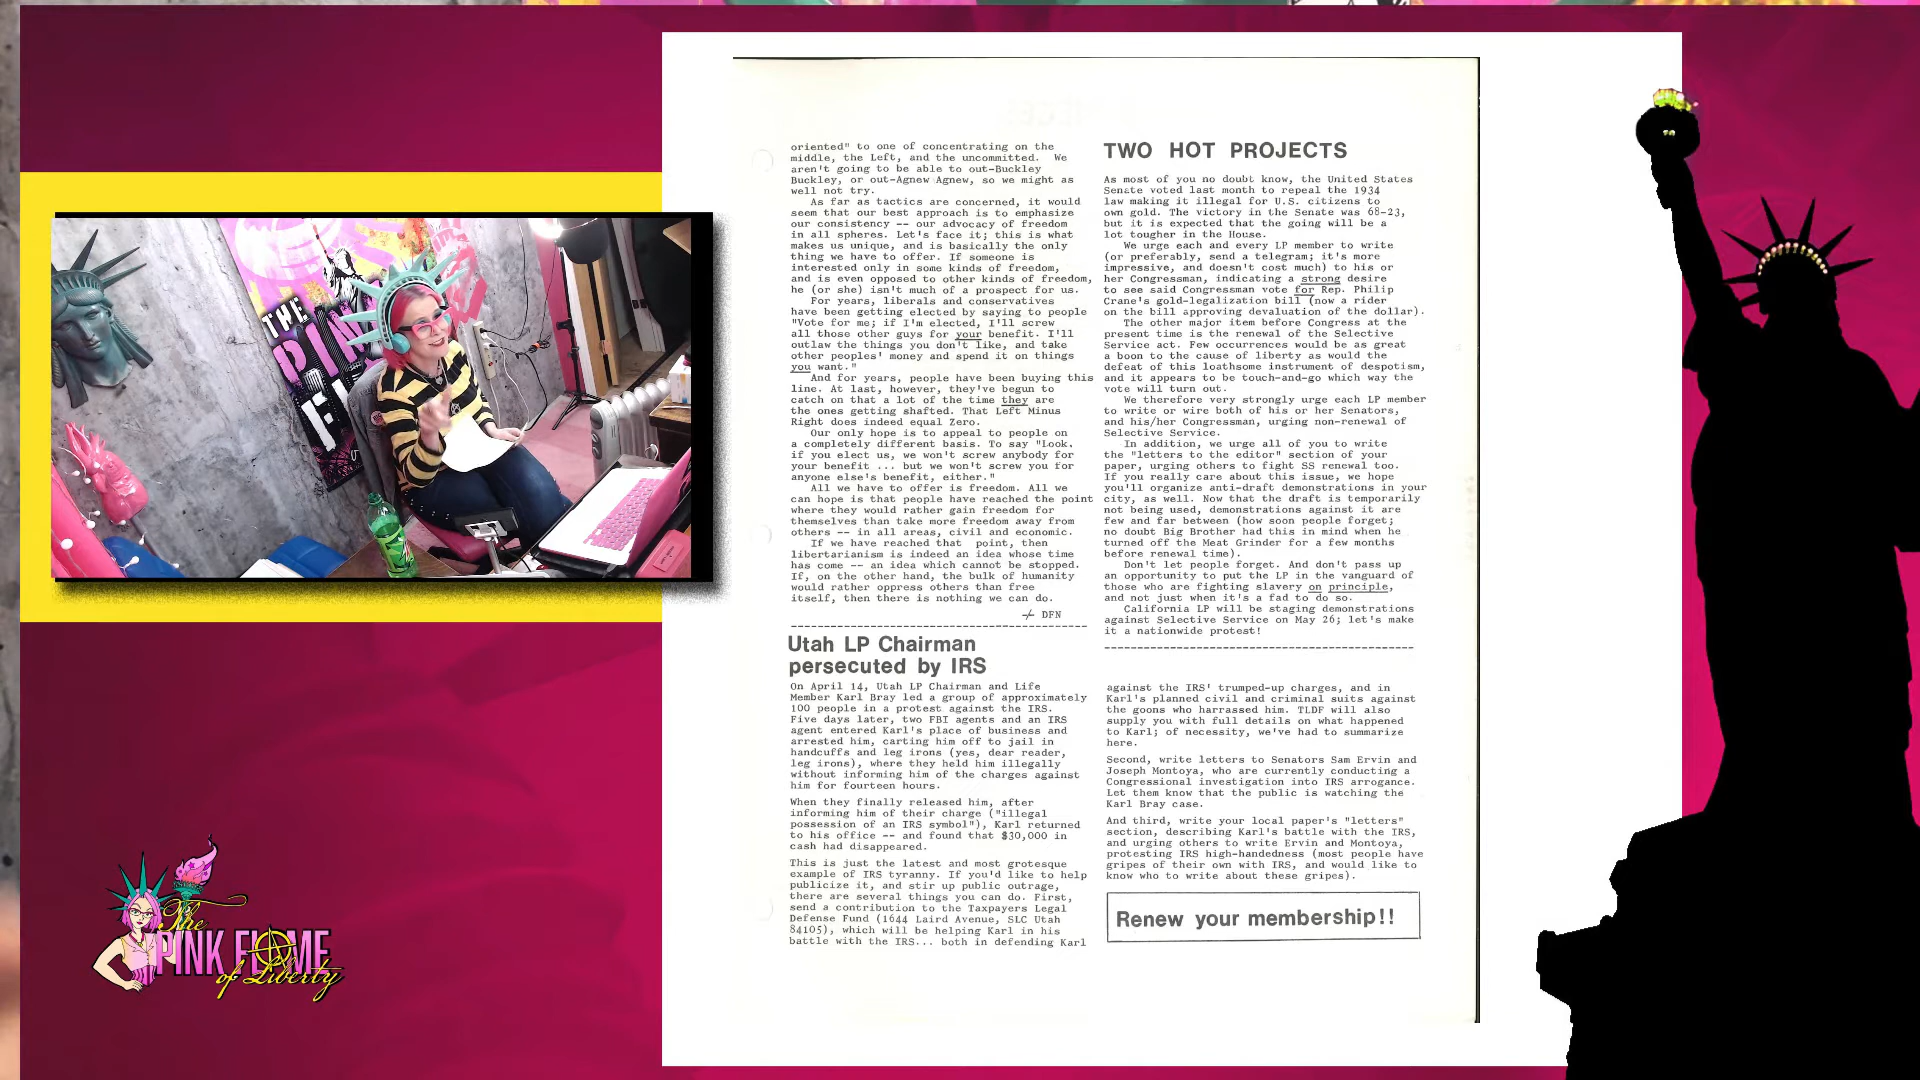 oriented" to one of concentrating on the
middle, the Left, and the uncommitted. We
aren't going to be able to out-Buckley
Buckley, or out-Agnew Agnew, so we might as
well not try.
As far as tactics are concerned, it would
seem that our best approach is to emphasize
our consistency -- our advocacy of freedom
in all spheres. Let's face it; this is what
makes us unique, and is basically the only
thing we have to offer. If someone is
interested only in some kinds of freedom,
and is even opposed to other kinds of freedom,
he (or she) isn't much of a prospect for us.
For years, liberals and conservatives
have been getting elected by saying to people
"Vote for me; if I'm elected, I'll screw
all those other guys for your benefit. I'll
outlaw the things you don't like, and take
other peoples' money and spend it on things
you want."
And for years, people have been buying this
line. At last, however, they've begun to
catch on that a lot of the time they are
the ones getting shafted. That Left Minus
Right does indeed equal Zero.
Our only hope is to appeal to people on
a completely different basis. To say "Look,
if you elect us, we won't screw anybody for
your benefit ... but we won't screw you for
anyone else's benefit, either."
All we have to offer is freedom. All we
can hope is that people have reached the point
where they would rather gain freedom for
themselves than take more freedom away from
others -- in all areas, civil and economic.
If we have reached that point, then
libertarianism is indeed an idea whose time
has come -- an idea which cannot be stopped.
If, on the other hand, the bulk of humanity
would rather oppress others than free
itself, then there is nothing we can do.
DFN
Utah LP Chairman
persecuted by IRS
On April 14, Utah LP Chairman and Life
Member Karl Bray led a group of approximately
100 people in a protest against the IRS.
Five days later, two FBI agents and an IRS
agent entered Karl's place of business and
arrested him, carting him off to jail in
handcuffs and leg irons (yes, dear reader,
leg irons), where they held him illegally
without informing him of the charges against
him for fourteen hours.
When they finally released him, after
informing him of their charge ("illegal
possession of an IRS symbol"), Karl returned
to his office -- and found that $30,000 in
cash had disappeared.
This is just the latest and most grotesque
example of IRS tyranny. If you'd like to help
publicize it, and stir up public outrage,
there are several things you can do. First,
send a contribution to the Taxpayers Legal
Defense Fund (1644 Laird Avenue, SLC Utah
84105), which will be helping Karl in his
battle with the IRS... both in defending Karl
TWO HOT PROJECTS
As most of you no doubt know, the United States
Senate voted last month to repeal the 1934
law making it illegal for U.S. citizens to
own gold. The victory in the Senate was 68-23,
but it is expected that the going will be a
lot tougher in the House.
We urge each and every LP member to write
(or preferably, send a telegram; it's more
impressive, and doesn't cost much) to his or
her Congressman, indicating a strong desire
to see said Congressman vote for Rep. Philip
Crane's gold-legalization bill (now a rider
on the bill approving devaluation of the dollar).
The other major item before Congress at the
present time is the renewal of the Selective
Service act. Few occurrences would be as great
a boon to the cause of liberty as would the
defeat of this loathsome instrument of despotism,
and it appears to be touch-and-go which way the
vote will turn out.
We therefore very strongly urge each LP member
to write or wire both of his or her Senators,
and his/her Congressman, urging non-renewal of
Selective Service.
In addition, we urge all of you to write
the "letters to the editor" section of your
paper, urging others to fight SS renewal too.
If you really care about this issue, we hope
you'll organize anti-draft demonstrations in your
city, as well. Now that the draft is temporarily
not being used, demonstrations against it are
few and far between (how soon people forget;
no doubt Big Brother had this in mind when he
turned off the Meat Grinder for a few months
before renewal time).
Don't let people forget. And don't pass up
an opportunity to put the LP in the vanguard of
those who are fighting slavery on principle,
and not just when it's a fad to do so.
California LP will be staging demonstrations
against Selective Service on May 26; let's make
it a nationwide protest!
against the IRS' trumped-up charges, and in
Karl's planned civil and criminal suits against
the goons who harrassed him. TLDF will also
supply you with full details on what happened
to Karl; of necessity, we've had to summarize
here.
Second, write letters to Senators Sam Ervin and
Joseph Montoya, who are currently conducting a
Congressional investigation into IRS arrogance.
Let them know that the public is watching the
Karl Bray case.
And third, write your local paper's "letters"
section, describing Karl's battle with the IRS,
and urging others to write Ervin and Montoya,
protesting IRS high-handedness (most people have
gripes of their own with IRS, and would like to
know who to write about these gripes).
Renew your membership!!
THE
PIN
FL
The
PINK FLAME
of Liberty